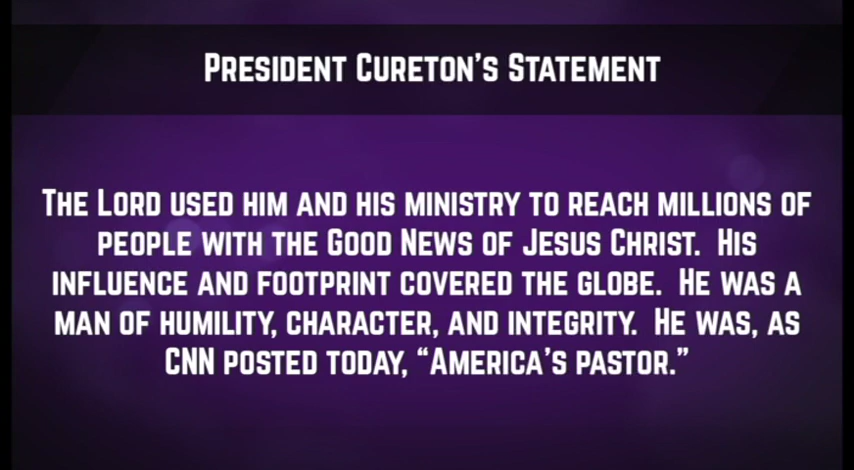 President Cureton's Statement
The Lord used him and his ministry to reach millions of
people with the Good News of Jesus Christ. His
influence and footprint covered the globe. He was a
man of humility, character, and integrity. He was, as
CNN posted today, “America's pastor.”